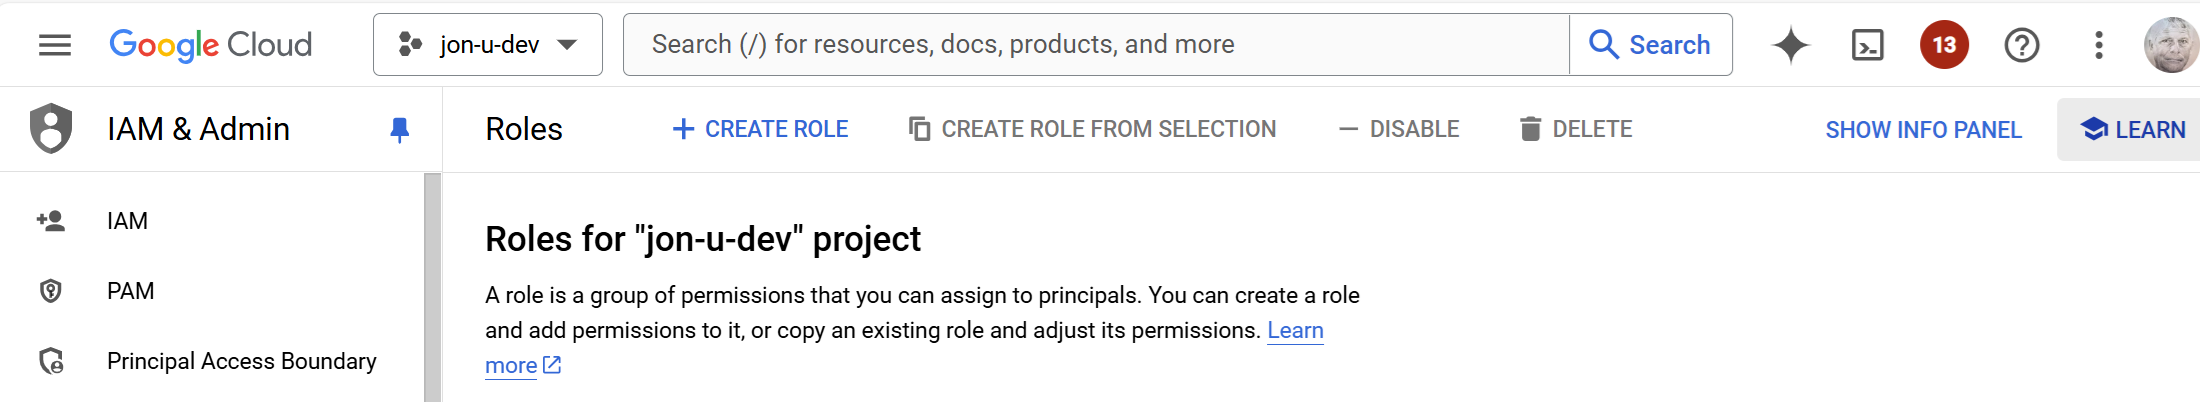 Google Cloud
jon-u-dev
Search (/) for resources, docs, products, and more
Search
13
IAM & Admin
Roles
CREATE ROLE
CREATE ROLE FROM SELECTION
DISABLE
DELETE
SHOW INFO PANEL
LEARN
IAM
PAM
Principal Access Boundary
Roles for "jon-u-dev" project
A role is a group of permissions that you can assign to principals. You can create a role
and add permissions to it, or copy an existing role and adjust its permissions. Learn
more